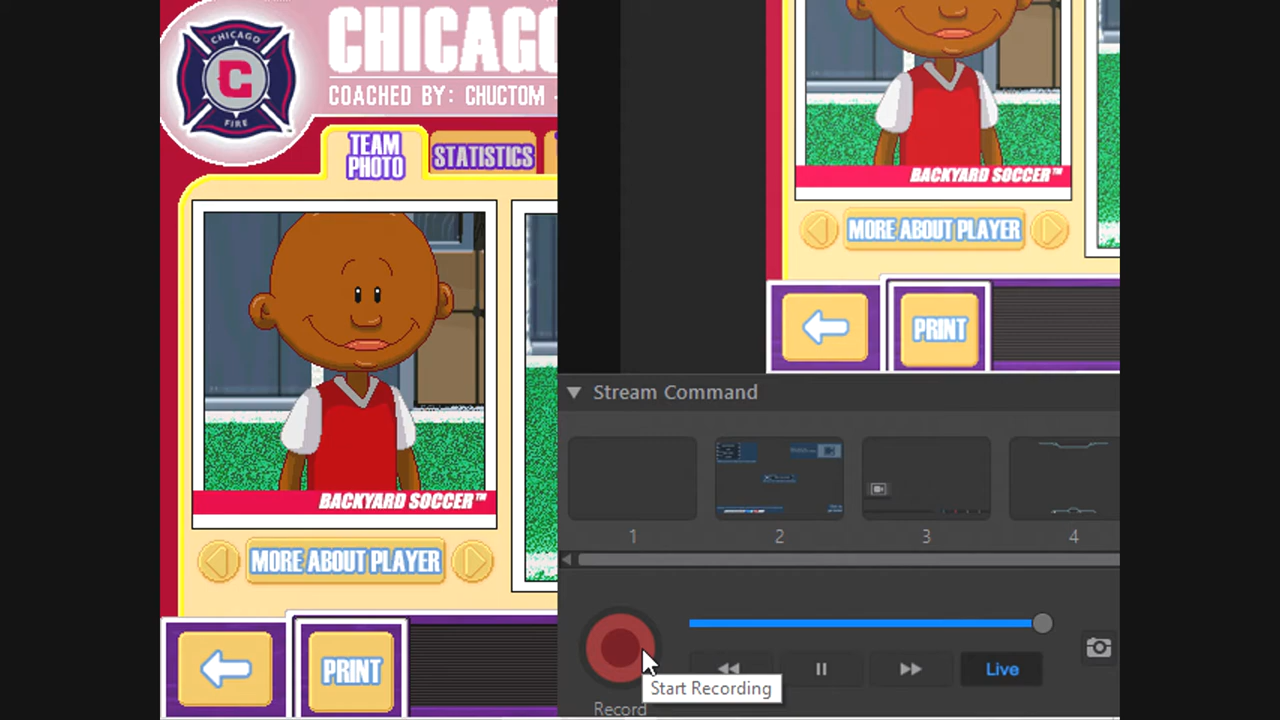 CHICAGO
FIRE
C
CHICAGO
COACHED BY: CHUCTOM
TEAM
PHOTO
STATISTICS
BACKYARD SOCCER™
MORE ABOUT PLAYER
PRINT
BACKYARD SOCCER™
MORE ABOUT PLAYER
PRINT
Stream Command
1
2
3
4
Live
Start Recording
Record